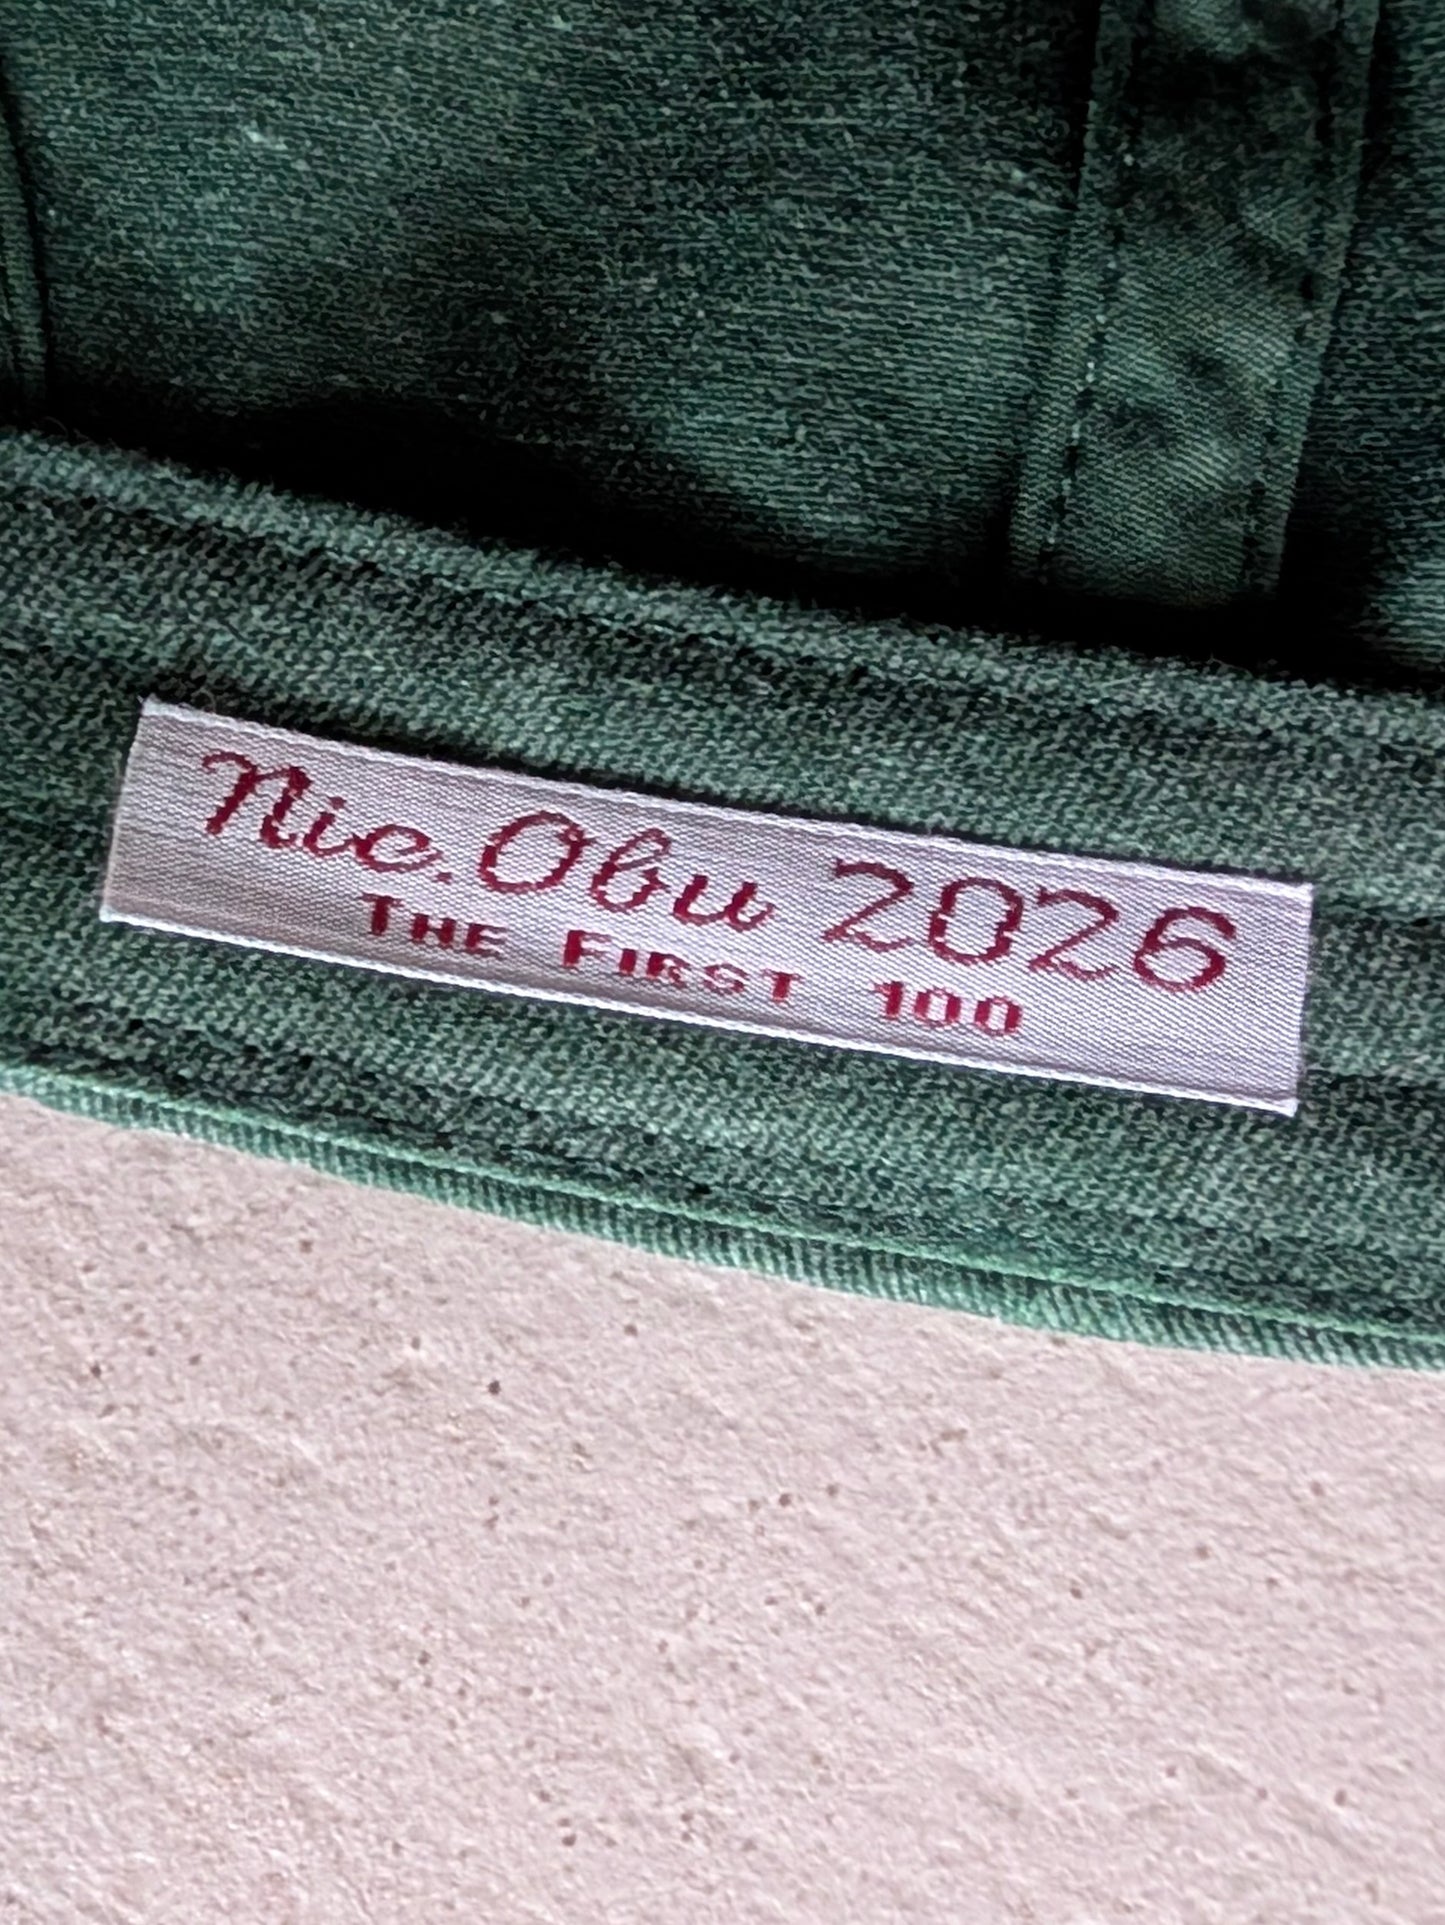 Nic.Obu 2026
THE FIRST 100